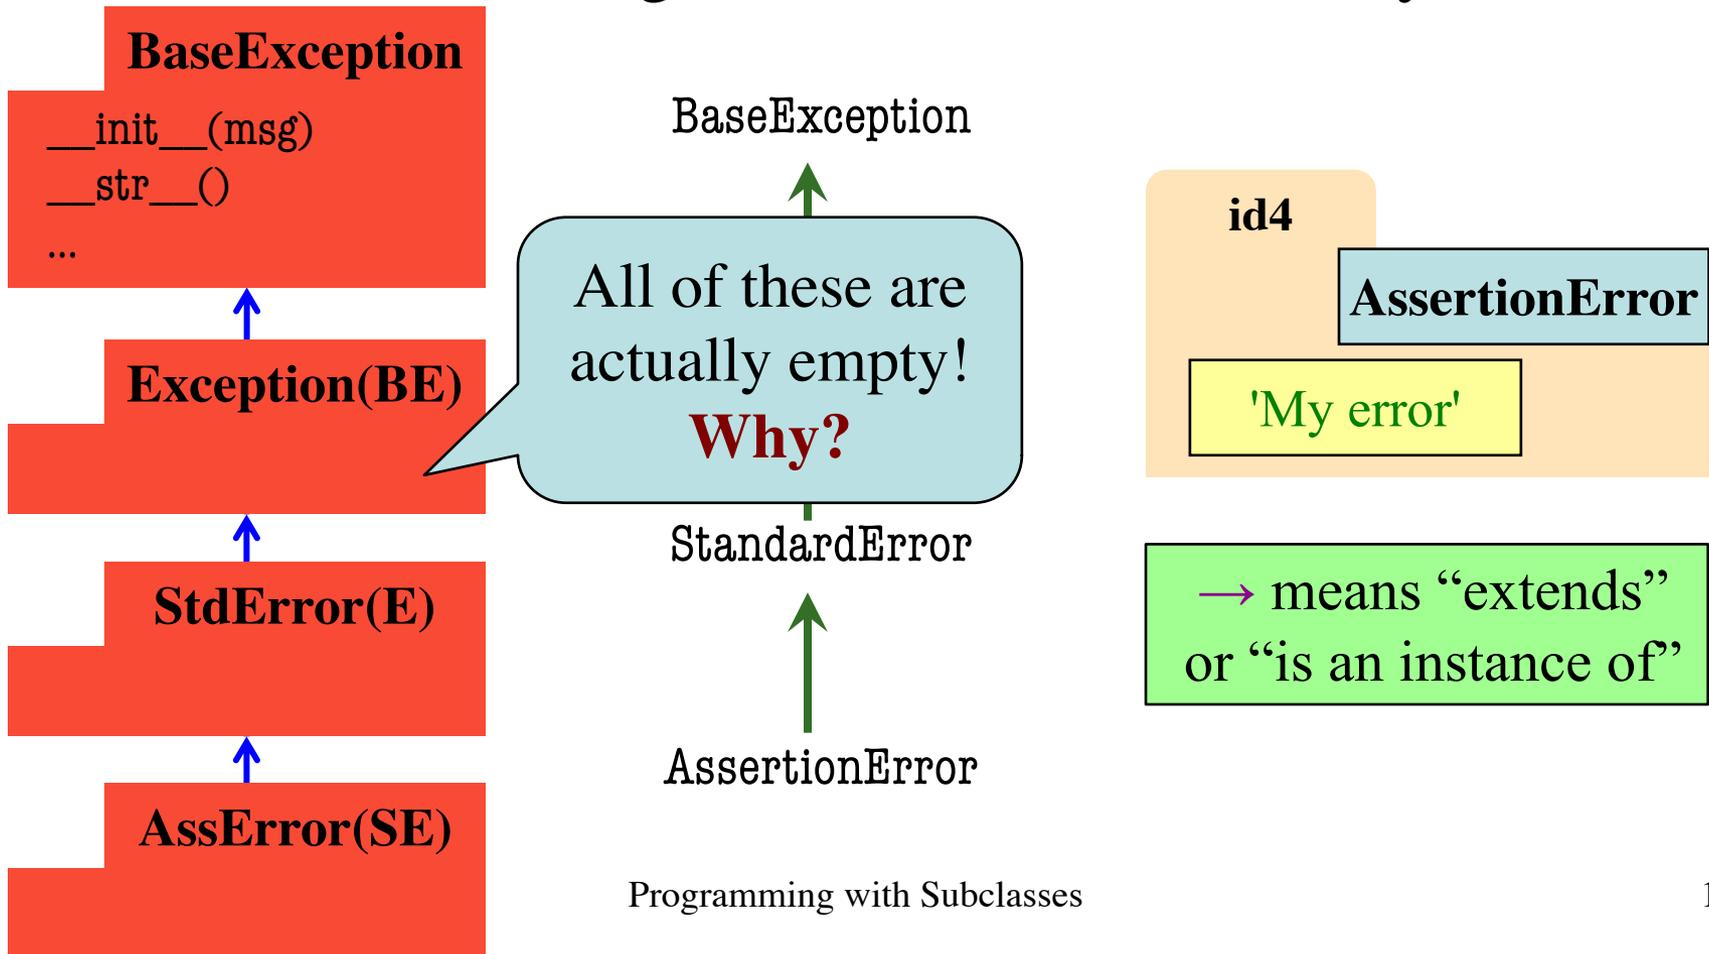 BaseException
__init__(msg)
__str__()
...
Exception(BE)
StdError(E)
AssError(SE)
BaseException
All of these are
actually empty!
Why?
StandardError
AssertionError
id4
AssertionError
'My error'
→ means “extends”
or “is an instance of”
Programming with Subclasses